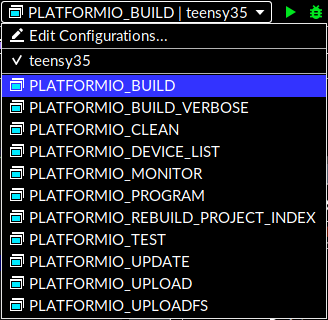 PLATFORMIO_BUILD | teensy35
Edit Configurations...
teensy35
PLATFORMIO_BUILD
PLATFORMIO_BUILD_VERBOSE
PLATFORMIO_CLEAN
PLATFORMIO_DEVICE_LIST
PLATFORMIO_MONITOR
PLATFORMIO_PROGRAM
PLATFORMIO_REBUILD_PROJECT_INDEX
PLATFORMIO_TEST
PLATFORMIO_UPDATE
PLATFORMIO_UPLOAD
PLATFORMIO_UPLOADFS